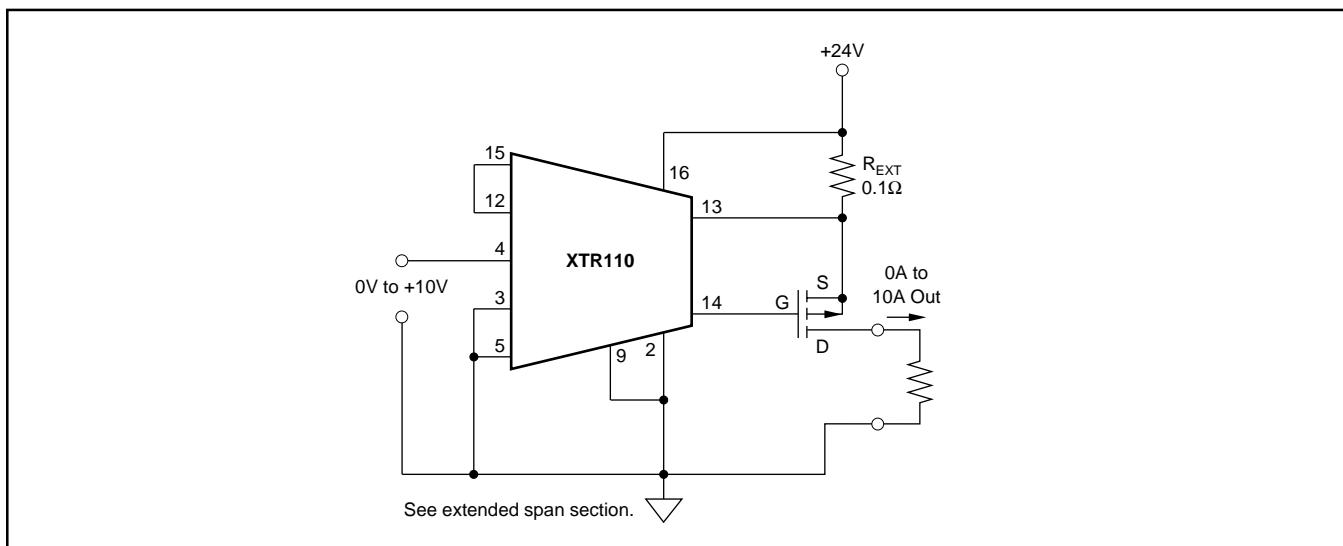 +24V
15
16
R_EXT
0.1Ω
12
13
4
XTR110
0V to +10V
S
0A to
10A Out
3
14
G
5
D
9
2
See extended span section.